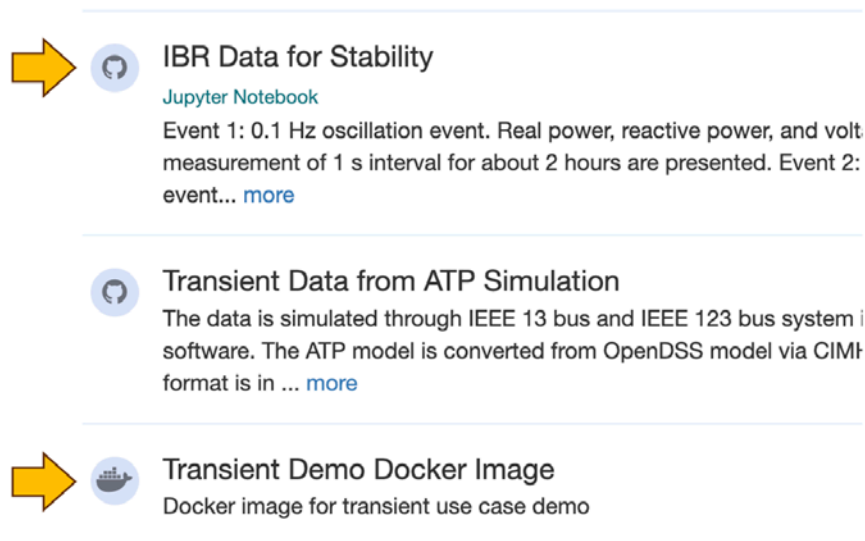 IBR Data for Stability
Jupyter Notebook
Event 1: 0.1 Hz oscillation event. Real power, reactive power, and
measurement of 1 s interval for about 2 hours are presented. Event 2:
event... more
Transient Data from ATP Simulation
The data is simulated through IEEE 13 bus and IEEE 123 bus system
software. The ATP model is converted from OpenDSS model via
format is in ... more
Transient Demo Docker Image
Docker image for transient use case demo